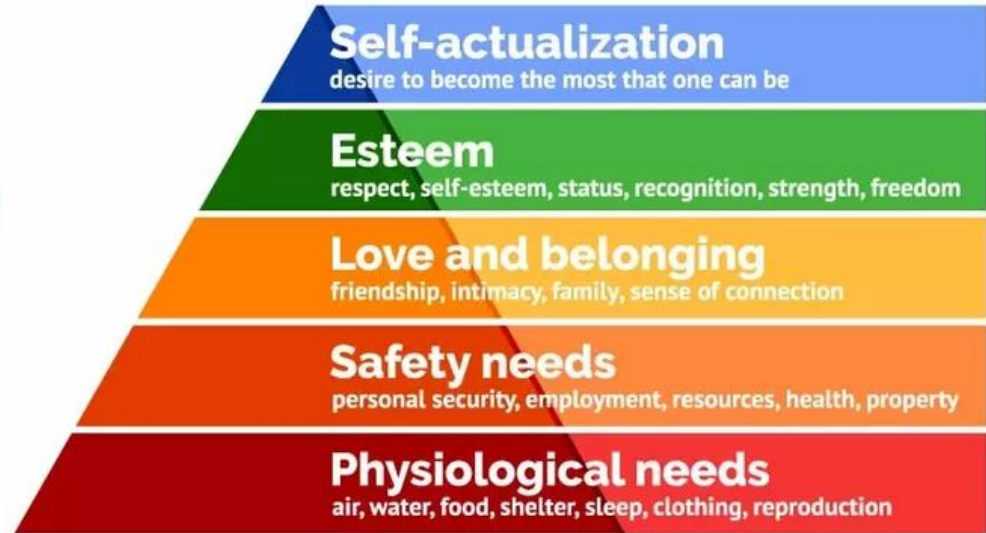 Self-actualization
desire to become the most that one can be
Esteem
respect, self-esteem, status, recognition, strength, freedom
Love and belonging
friendship, intimacy, family, sense of connection
Safety needs
personal security, employment, resources, health, property
Physiological needs
air, water, food, shelter, sleep, clothing, reproduction